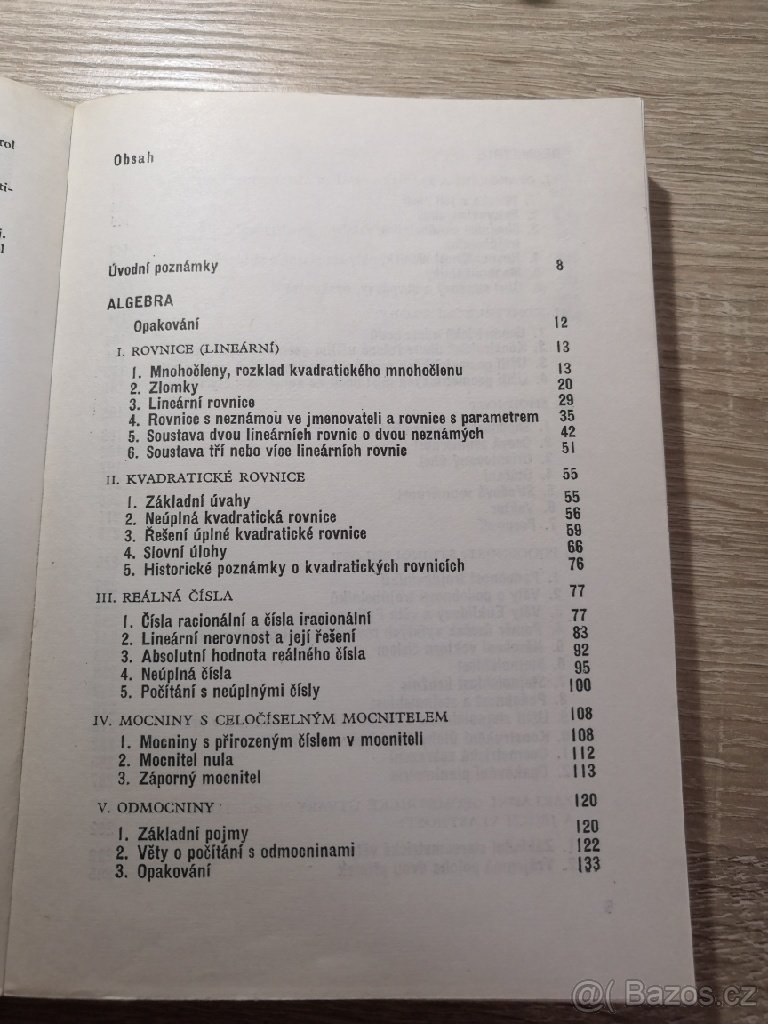 Obsah
Úvodní poznámky 8
ALGEBRA
Opakování 12
I. ROVNICE (LINEÁRNÍ) 13
1. Mnohočleny, rozklad kvadratického mnohočlenu 13
2. Zlomky 20
3. Lineární rovnice 29
4. Rovnice s neznámou ve jmenovateli a rovnice s parametrem 35
5. Soustava dvou lineárních rovnic o dvou neznámých 42
6. Soustava tří nebo více lineárních rovnic 51
II. KVADRATICKÉ ROVNICE 55
1. Základní úvahy 55
2. Neúplná kvadratická rovnice 56
3. Řešení úplné kvadratické rovnice 59
4. Slovní úlohy 66
5. Historické poznámky o kvadratických rovnicích 76
III. REÁLNÁ ČÍSLA 77
1. Čísla racionální a čísla iracionální 77
2. Lineární nerovnost a její řešení 83
3. Absolutní hodnota reálného čísla 92
4. Neúplná čísla 95
5. Počítání s neúplnými čísly 100
IV. MOCNINY S CELOČÍSELNÝM MOCNITELEM 108
1. Mocniny s přirozeným číslem v mocniteli 108
2. Mocnitel nula 112
3. Záporný mocnitel 113
V. ODMOCNINY 120
1. Základní pojmy 120
2. Věty o počítání s odmocninami 122
3. Opakování 133
@( Bazos.cz